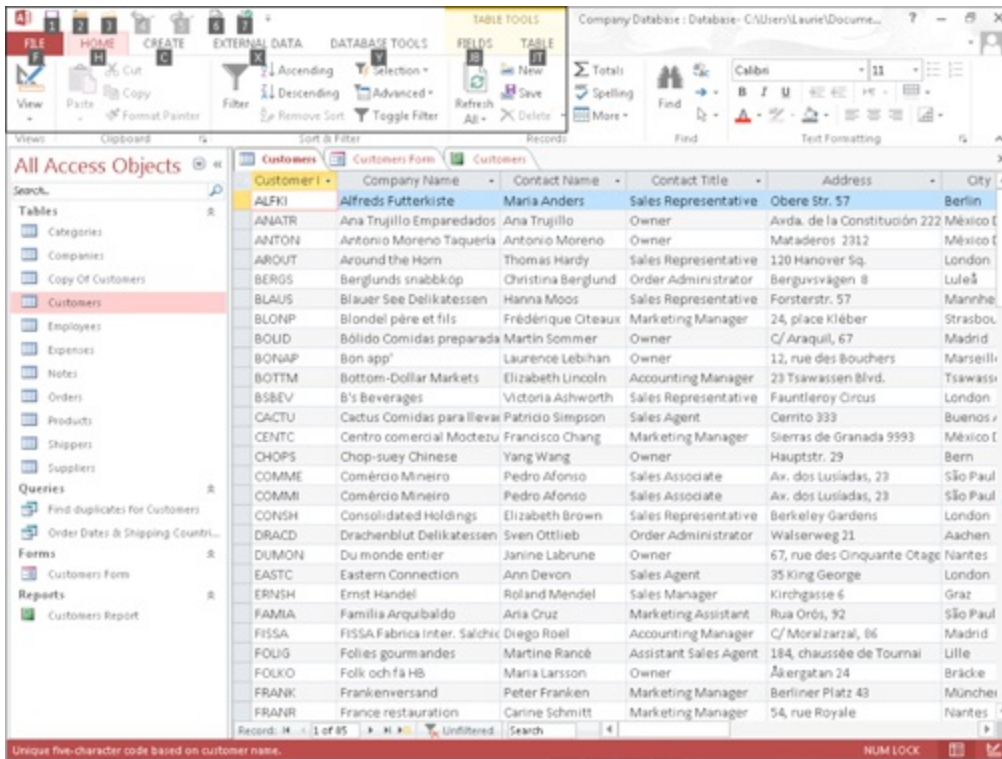 TABLE TOOLS Company Database : Database- C:\Users\Laurie\Docume... ?
1 2 3 4 5 6 7
FILE HOME CREATE EXTERNAL DATA DATABASE TOOLS FIELDS TABLE
F H C X Y JB JT
View Paste Cut Copy Format Painter
Filter Ascending Descending Remove Sort Selection Advanced Toggle Filter
Refresh All New Save Delete Totals Spelling More
Find Calibri 11
B I U A
Views Clipboard Sort & Filter Records Find Text Formatting
All Access Objects
Search..
Tables
Categories
Companies
Copy Of Customers
Customers
Employees
Expenses
Notes
Orders
Products
Shippers
Suppliers
Queries
Find duplicates for Customers
Order Dates & Shipping Countri...
Forms
Customers Form
Reports
Customers Report
Customers Customers Form Customers
Customer I Company Name Contact Name Contact Title Address City
ALFKI Alfreds Futterkiste Maria Anders Sales Representative Obere Str. 57 Berlin
ANATR Ana Trujillo Emparedados Ana Trujillo Owner Avda. de la Constitución 222 México D
ANTON Antonio Moreno Taquería Antonio Moreno Owner Mataderos 2312 México D
AROUT Around the Horn Thomas Hardy Sales Representative 120 Hanover Sq. London
BERGS Berglunds snabbköp Christina Berglund Order Administrator Berguvsvägen 8 Luleå
BLAUS Blauer See Delikatessen Hanna Moos Sales Representative Forsterstr. 57 Mannhe
BLONP Blondel père et fils Frédérique Citeaux Marketing Manager 24, place Kléber Strasbou
BOLID Bólido Comidas preparada Martín Sommer Owner C/ Araquil, 67 Madrid
BONAP Bon app' Laurence Lebihan Owner 12, rue des Bouchers Marseill
BOTTM Bottom-Dollar Markets Elizabeth Lincoln Accounting Manager 23 Tsawassen Blvd. Tsawass
BSBEV B's Beverages Victoria Ashworth Sales Representative Fauntleroy Circus London
CACTU Cactus Comidas para llevar Patricio Simpson Sales Agent Cerrito 333 Buenos
CENTC Centro comercial Moctezu Francisco Chang Marketing Manager Sierras de Granada 9993 México D
CHOPS Chop-suey Chinese Yang Wang Owner Hauptstr. 29 Bern
COMME Comércio Mineiro Pedro Afonso Sales Associate Av. dos Lusíadas, 23 São Paul
COMMI Comércio Mineiro Pedro Afonso Sales Associate Av. dos Lusíadas, 23 São Paul
CONSH Consolidated Holdings Elizabeth Brown Sales Representative Berkeley Gardens London
DRACD Drachenblut Delikatessen Sven Ottlieb Order Administrator Walserweg 21 Aachen
DUMON Du monde entier Janine Labrune Owner 67, rue des Cinquante Otage Nantes
EASTC Eastern Connection Ann Devon Sales Agent 35 King George London
ERNSH Ernst Handel Roland Mendel Sales Manager Kirchgasse 6 Graz
FAMIA Familia Arquibaldo Aria Cruz Marketing Assistant Rua Orós, 92 São Paul
FISSA FISSA Fabrica Inter. Salchic Diego Roel Accounting Manager C/ Moralzarzal, 86 Madrid
FOLIG Folies gourmandes Martine Rancé Assistant Sales Agent 184, chaussée de Tournai Lille
FOLKO Folk och fä HB Maria Larsson Owner Åkergatan 24 Bräcke
FRANK Frankenversand Peter Franken Marketing Manager Berliner Platz 43 München
FRANR France restauration Carine Schmitt Marketing Manager 54, rue Royale Nantes
Record: 1 of 85 Unfiltered Search
Unique five-character code based on customer name. NUM LOCK